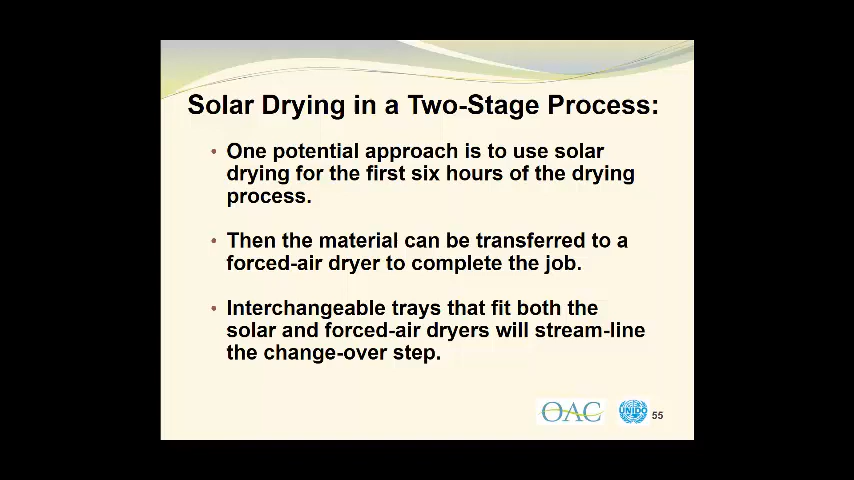 Solar Drying in a Two-Stage Process:
• One potential approach is to use solar
drying for the first six hours of the drying
process.
• Then the material can be transferred to a
forced-air dryer to complete the job.
• Interchangeable trays that fit both the
solar and forced-air dryers will stream-line
the change-over step.
OAC
UNIDO
55